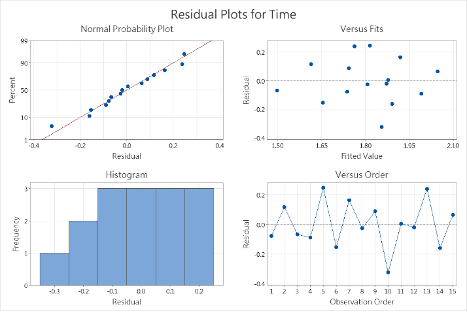 Residual Plots for Time
Normal Probability Plot
Versus Fits
99
90
50
10
1
Percent
-0.4 -0.2 0.0 0.2 0.4
Residual
0.2
0.0
-0.2
-0.4
Residual
1.50 1.65 1.80 1.95 2.10
Fitted Value
Histogram
Versus Order
3
2
1
0
Frequency
-0.3 -0.2 -0.1 0.0 0.1 0.2
Residual
0.2
0.0
-0.2
-0.4
Residual
1 2 3 4 5 6 7 8 9 10 11 12 13 14 15
Observation Order